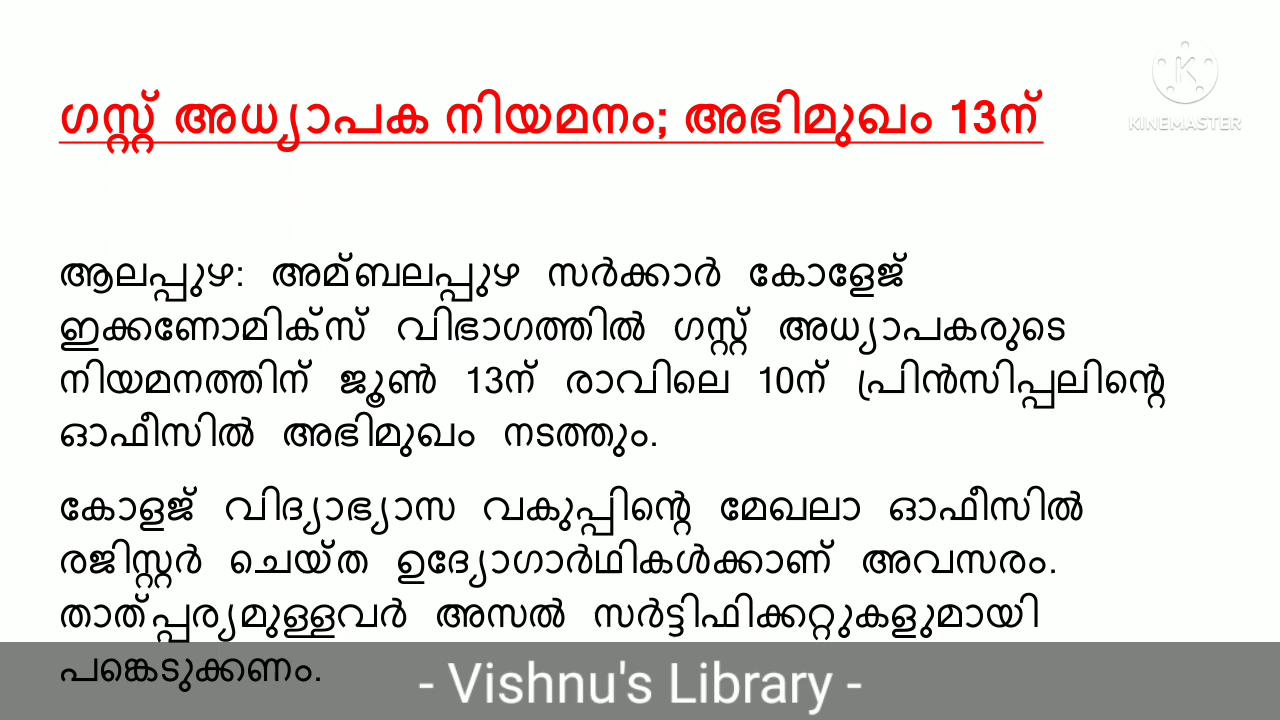 ഗസ്റ്റ് അധ്യാപക നിയമനം; അഭിമുഖം 13ന്
K
KINEMASTER
ആലപ്പുഴ: അമ്ബലപ്പുഴ സർക്കാർ കോളേജ്
ഇക്കണോമിക്സ് വിഭാഗത്തിൽ ഗസ്റ്റ് അധ്യാപകരുടെ
നിയമനത്തിന് ജൂൺ 13ന് രാവിലെ 10ന് പ്രിൻസിപ്പലിന്റെ
ഓഫീസിൽ അഭിമുഖം നടത്തും.
കോളജ് വിദ്യാഭ്യാസ വകുപ്പിന്റെ മേഖലാ ഓഫീസിൽ
രജിസ്റ്റർ ചെയ്ത ഉദ്യോഗാർഥികൾക്കാണ് അവസരം.
താത്പ്പര്യമുള്ളവർ അസൽ സർട്ടിഫിക്കറ്റുകളുമായി
പങ്കെടുക്കണം.
- Vishnu's Library -